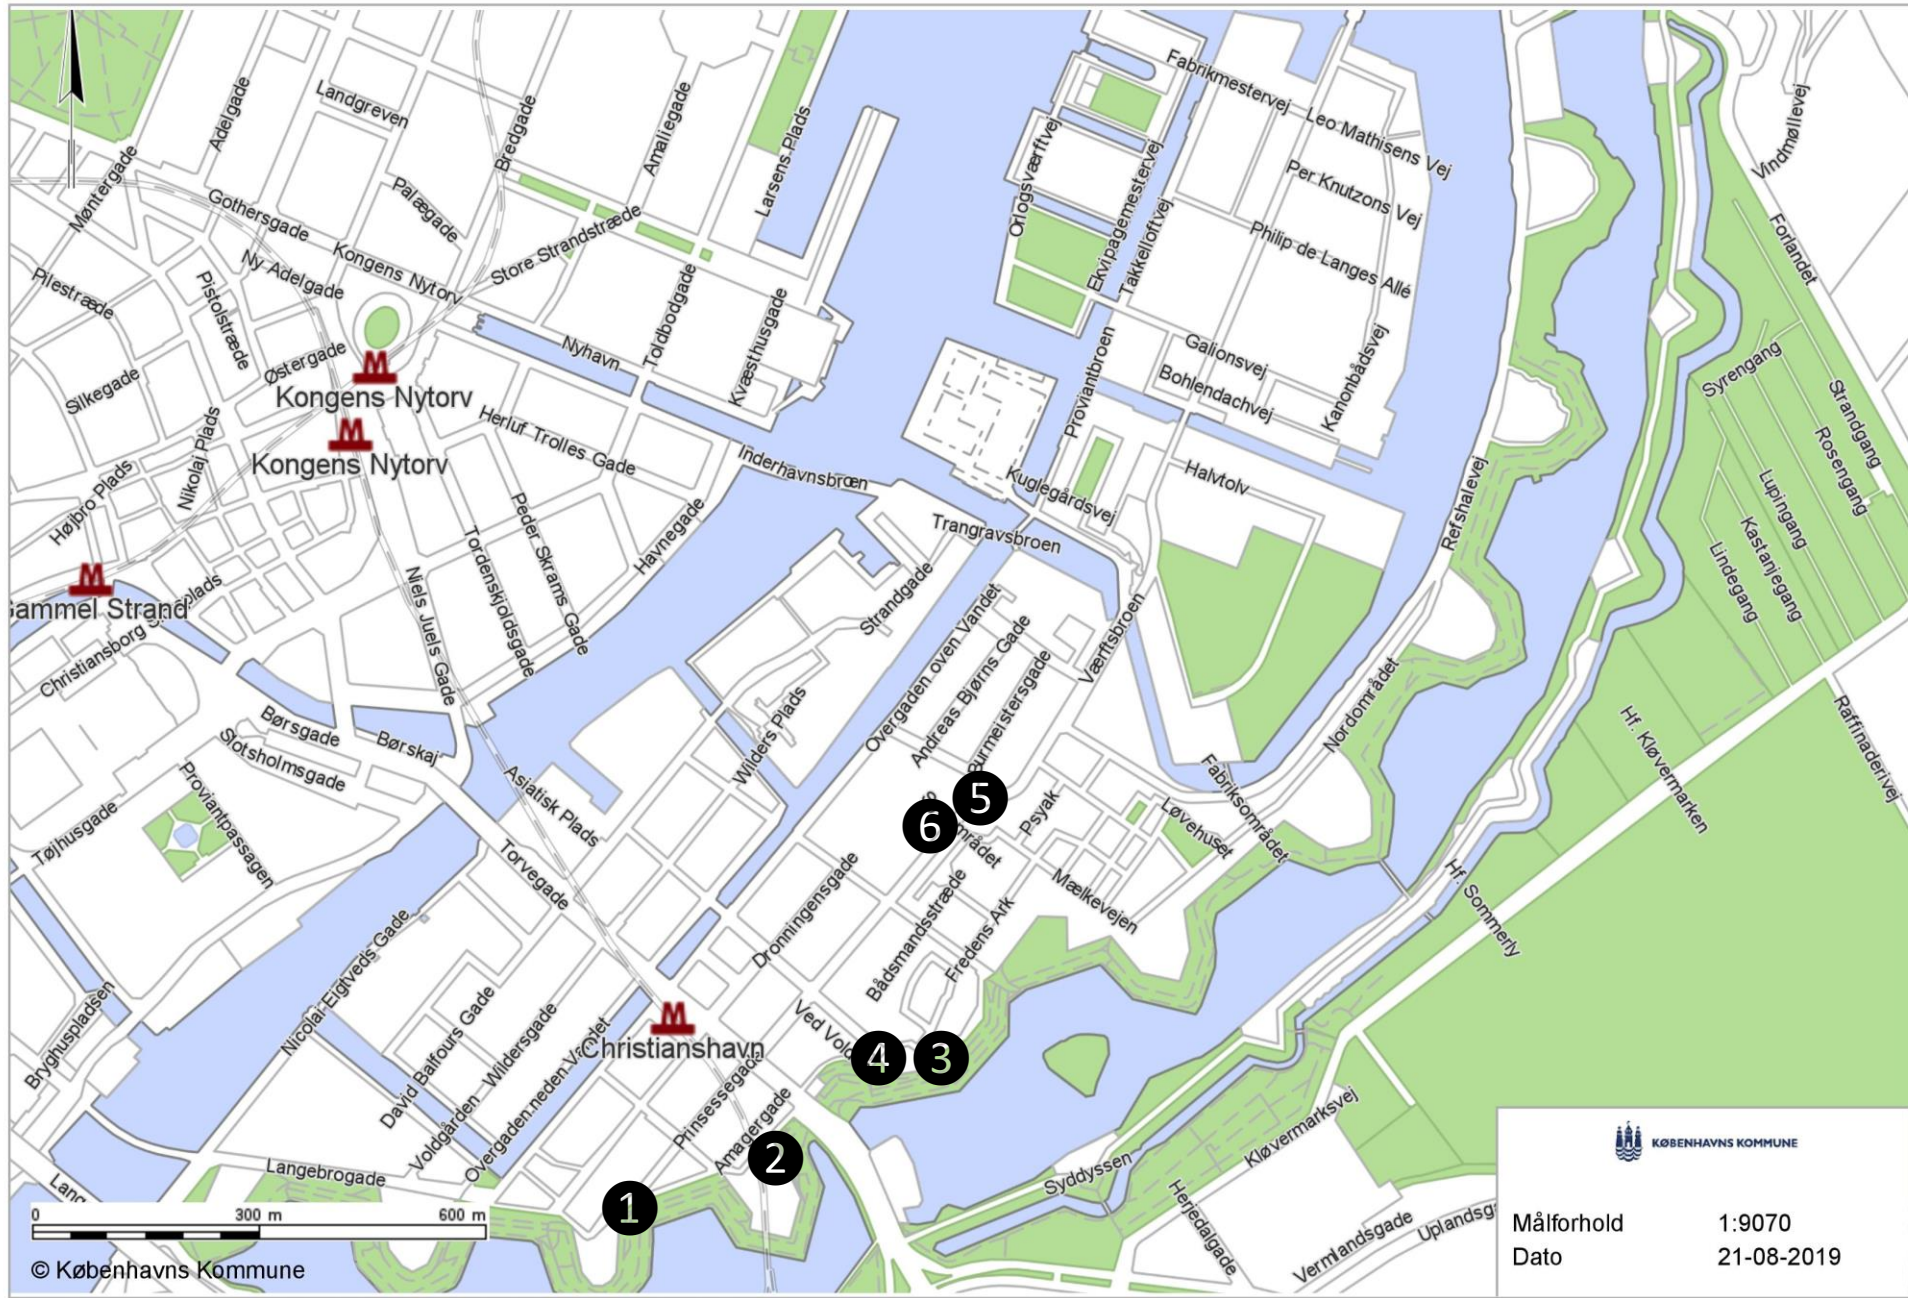 Fabrikmestervej
Leo Mathisens Vej
Per Knutzons Vej
Philip de Langes Allé
Vindmøllevej
Forlandet
Landgreven
Adelgade
Bredgade
Amaliegade
Larsens Plads
Orlogsværftvej
Ekvipagemestervej
Takkelloftvej
Møntergade
Gothersgade
Palægade
Kongens Nytorv
Store Strandstræde
Ny Adelgade
Pilestræde
Pistolstræde
Østergade
Silkegade
Toldbodgade
Kvæsthusgade
Nyhavn
Kongens Nytorv
Kongens Nytorv
Herluf Trolles Gade
Nikolaj Plads
Højbro Plads
Inderhavnsbroen
Proviantbroen
Galionsvej
Bohlendachvej
Kanonbådsvej
Kuglegårdsvej
Halvtolv
Refshalevej
Syrengang
Strandgang
Rosengang
Lupingang
Kastanjegang
Lindegang
Trangravsbroen
Peder Skrams Gade
Tordenskjoldsgade
Havnegade
Niels Juels Gade
Strandgade
Gammel Strand
Christiansborg Slotsplads
Overgaden oven Vandet
Andreas Bjørns Gade
Burmeistersgade
Værftsbroen
Nordområdet
Børsgade
Børskaj
Slotsholmsgade
Proviantpassagen
Tøjhusgade
Asiatisk Plads
Wilders Plads
Torvegade
Hf. Kløvermarken
Raffinaderivej
Fabriksområdet
Løvehuset
Psyak
5
6
området
Mælkevejen
Hf. Sommerly
Dronningensgade
Bådsmandsstræde
Fredens Ark
Nicolai Eigtveds Gade
Bryghuspladsen
David Balfours Gade
Wildersgade
Voldgården
Overgaden neden Vandet
Christianshavn
Ved Vold
4
3
Prinsessegade
Amagergade
2
1
Langebrogade
Lang
Syddyssen
Kløvermarksvej
Herjedalgade
Vermlandsgade
Uplandsg
KØBENHAVNS KOMMUNE
Målforhold 1:9070
Dato 21-08-2019
0 300 m 600 m
© Københavns Kommune